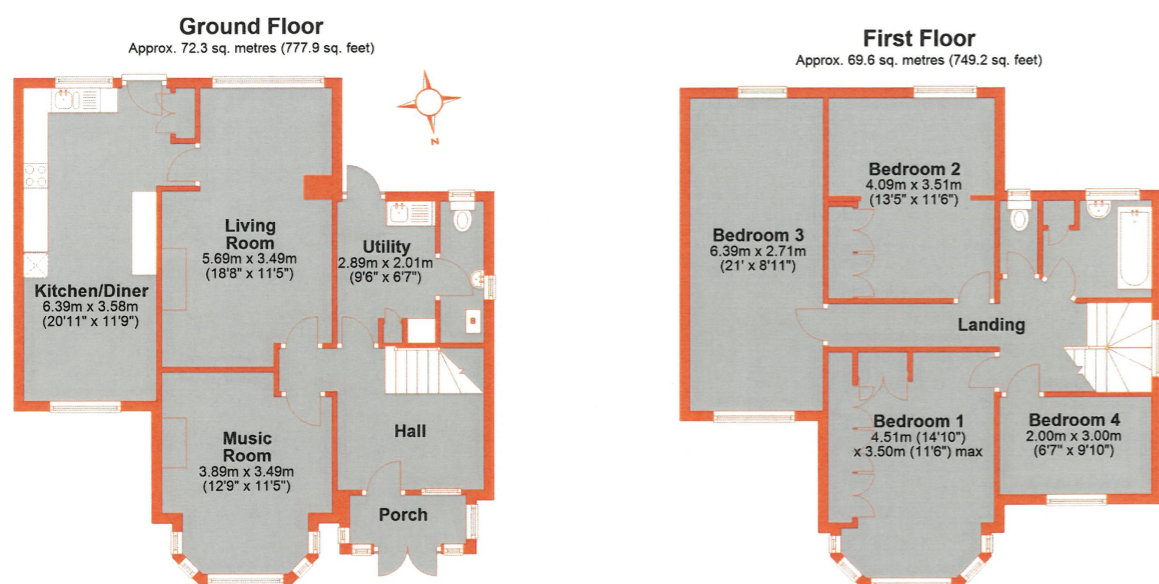 Ground Floor
Approx. 72.3 sq. metres (777.9 sq. feet)
N
Living
Room
5.69m x 3.49m
(18'8" x 11'5")
Utility
2.89m x 2.01m
(9'6" x 6'7")
Kitchen/Diner
6.39m x 3.58m
(20'11" x 11'9")
B
Music
Room
3.89m x 3.49m
(12'9" x 11'5")
Hall
Porch
First Floor
Approx. 69.6 sq. metres (749.2 sq. feet)
Bedroom 2
4.09m x 3.51m
(13'5" x 11'6")
Bedroom 3
6.39m x 2.71m
(21' x 8'11")
Landing
Bedroom 1
4.51m (14'10")
x 3.50m (11'6") max
Bedroom 4
2.00m x 3.00m
(6'7" x 9'10")